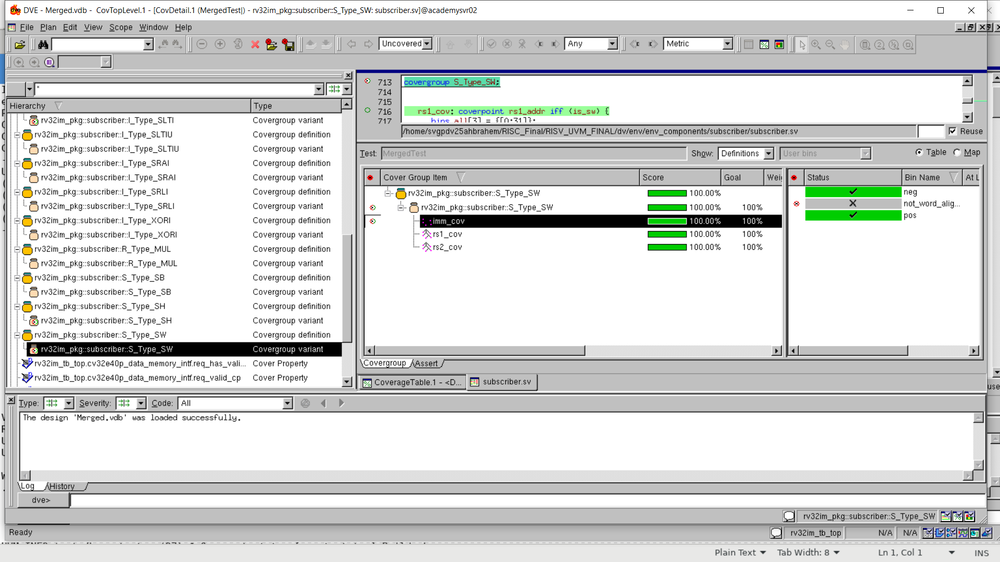 DVE - Merged.vdb - CovTopLevel.1 - [CovDetail.1 (MergedTest|) - rv32im_pkg::subscriber::S_Type_SW: subscriber.sv]@academysvr02
File Plan Edit View Scope Window Help
Uncovered Any Metric
*
Hierarchy Type
rv32im_pkg::subscriber::I_Type_SLTI Covergroup variant
rv32im_pkg::subscriber::I_Type_SLTIU Covergroup definition
rv32im_pkg::subscriber::I_Type_SLTIU Covergroup variant
rv32im_pkg::subscriber::I_Type_SRAI Covergroup definition
rv32im_pkg::subscriber::I_Type_SRAI Covergroup variant
rv32im_pkg::subscriber::I_Type_SRLI Covergroup definition
rv32im_pkg::subscriber::I_Type_SRLI Covergroup variant
rv32im_pkg::subscriber::I_Type_XORI Covergroup definition
rv32im_pkg::subscriber::I_Type_XORI Covergroup variant
rv32im_pkg::subscriber::R_Type_MUL Covergroup definition
rv32im_pkg::subscriber::R_Type_MUL Covergroup variant
rv32im_pkg::subscriber::S_Type_SB Covergroup definition
rv32im_pkg::subscriber::S_Type_SB Covergroup variant
rv32im_pkg::subscriber::S_Type_SH Covergroup definition
rv32im_pkg::subscriber::S_Type_SH Covergroup variant
rv32im_pkg::subscriber::S_Type_SW Covergroup definition
rv32im_pkg::subscriber::S_Type_SW Covergroup variant
rv32im_tb_top.cv32e40p_data_memory_intf.req_has_vali... Cover Property
rv32im_tb_top.cv32e40p_data_memory_intf.req_valid_cp Cover Property
713 covergroup S_Type_SW;
714
715
716 rs1_cov: coverpoint rs1_addr iff (is_sw) {
717 bins all[3] = {[0:31]};
/home/svgpdv25ahbrahem/RISC_Final/RISV_UVM_FINAL/dv/env/env_components/subscriber/subscriber.sv Reuse
Test: MergedTest Show: Definitions User bins Table Map
Cover Group Item Score Goal Wei
rv32im_pkg::subscriber::S_Type_SW 100.00%
rv32im_pkg::subscriber::S_Type_SW 100.00% 100%
imm_cov 100.00% 100%
rs1_cov 100.00% 100%
rs2_cov 100.00% 100%
Status Bin Name At L
neg
not_word_alig...
pos
Covergroup Assert
CoverageTable.1 - <D... subscriber.sv
Type: Severity: Code: All
The design 'Merged.vdb' was loaded successfully.
Log History
dve>
rv32im_pkg::subscriber::S_Type_SW
Ready rv32im_tb_top N/A N/A
Plain Text Tab Width: 8 Ln 1, Col 1 INS